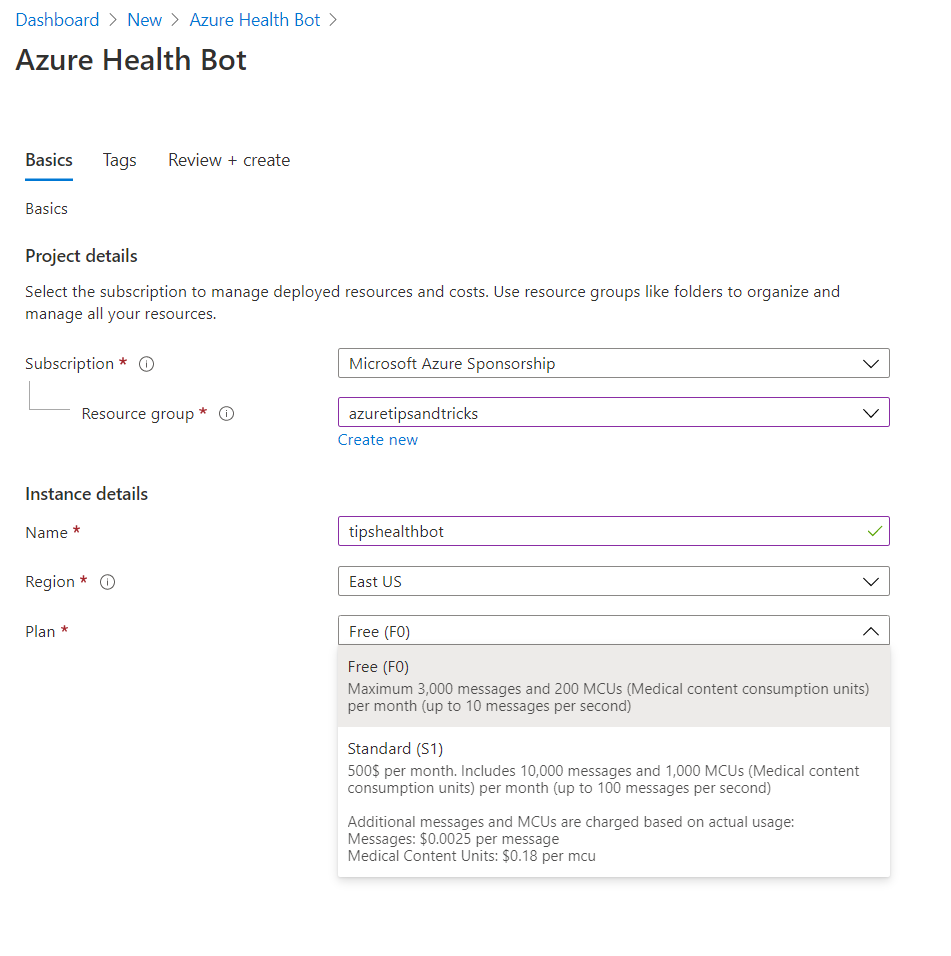 Dashboard > New > Azure Health Bot >
Azure Health Bot
Basics Tags Review + create
Basics
Project details
Select the subscription to manage deployed resources and costs. Use resource groups like folders to organize and
manage all your resources.
Subscription * Microsoft Azure Sponsorship
Resource group * azuretipsandtricks
Create new
Instance details
Name * tipshealthbot
Region * East US
Plan * Free (F0)
Free (F0)
Maximum 3,000 messages and 200 MCUs (Medical content consumption units)
per month (up to 10 messages per second)
Standard (S1)
500$ per month. Includes 10,000 messages and 1,000 MCUs (Medical content
consumption units) per month (up to 100 messages per second)
Additional messages and MCUs are charged based on actual usage:
Messages: $0.0025 per message
Medical Content Units: $0.18 per mcu